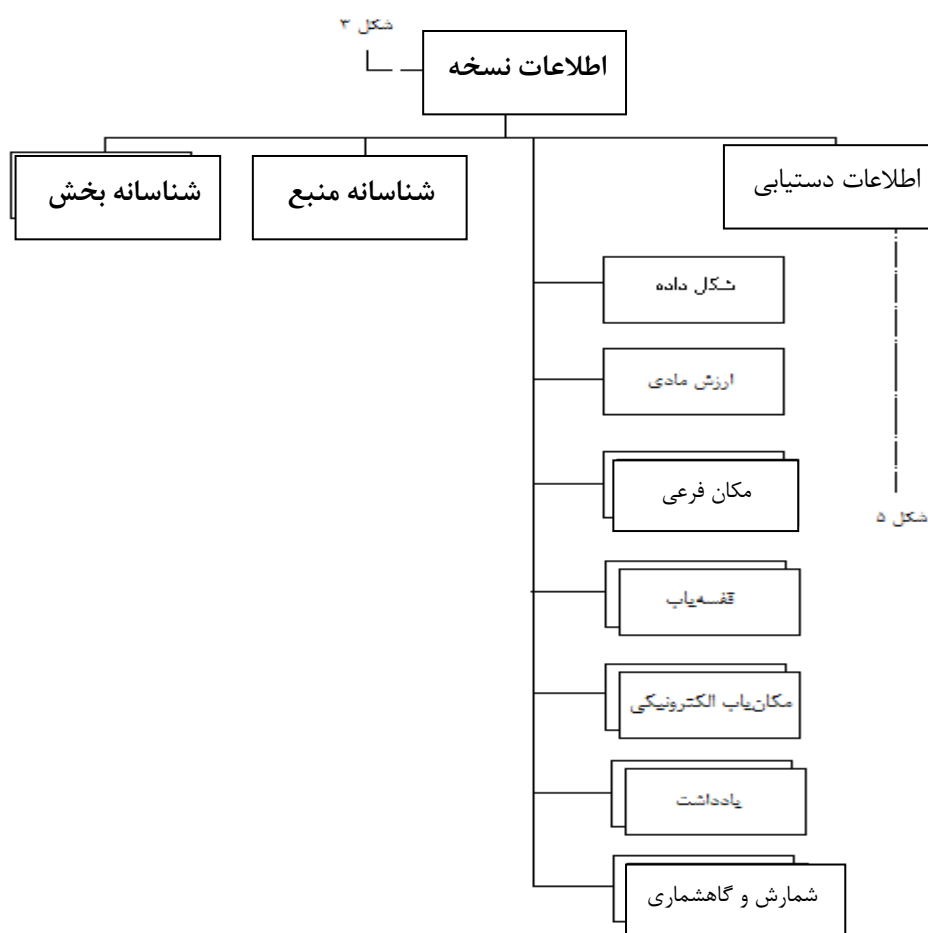 شکل ۳
اطلاعات نسخه
اطلاعات دستیابی
شناسانه منبع
شناسانه بخش
شکل داده
ارزش مادی
مکان فرعی
شکل ۵
قفسه‌یاب
مکان‌یاب الکترونیکی
یادداشت
شمارش و گاهشماری